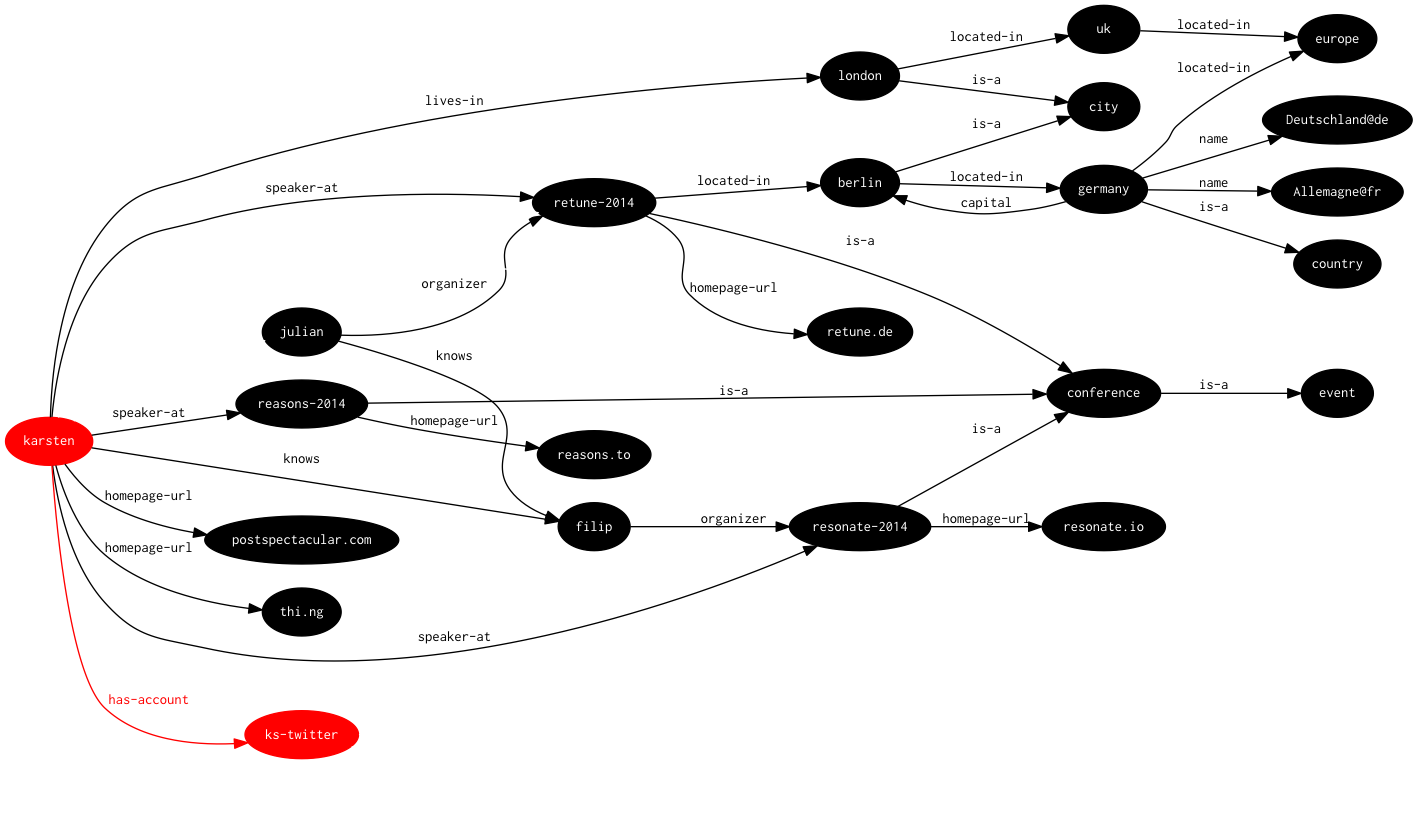 uk
located-in
europe
located-in
located-in
london
is-a
lives-in
city
is-a
Deutschland@de
name
speaker-at
located-in
berlin
located-in
germany
name
Allemagne@fr
retune-2014
capital
is-a
is-a
country
organizer
homepage-url
julian
retune.de
knows
is-a
is-a
conference
event
reasons-2014
speaker-at
homepage-url
is-a
karsten
reasons.to
knows
homepage-url
organizer
homepage-url
filip
resonate-2014
resonate.io
postspectacular.com
homepage-url
thi.ng
speaker-at
has-account
ks-twitter